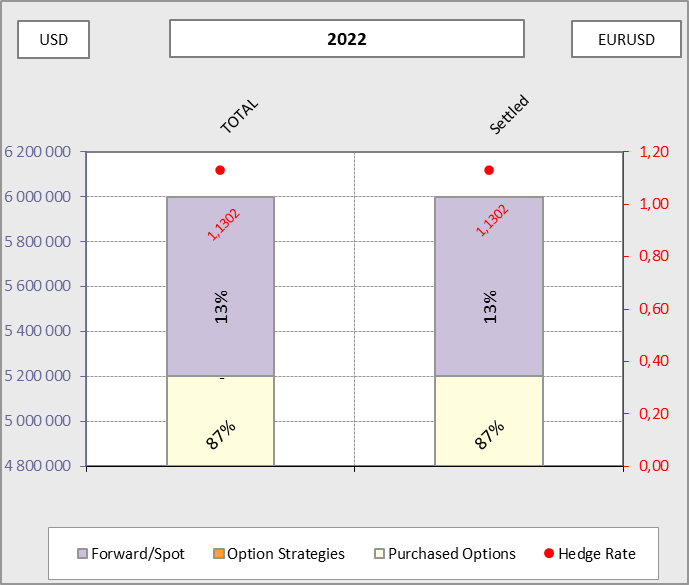 USD
2022
EURUSD
TOTAL
Settled
6 200 000
6 000 000
5 800 000
5 600 000
5 400 000
5 200 000
5 000 000
4 800 000
1,1302
13%
-
87%
1,1302
13%
87%
1,20
1,00
0,80
0,60
0,40
0,20
0,00
Forward/Spot Option Strategies Purchased Options Hedge Rate